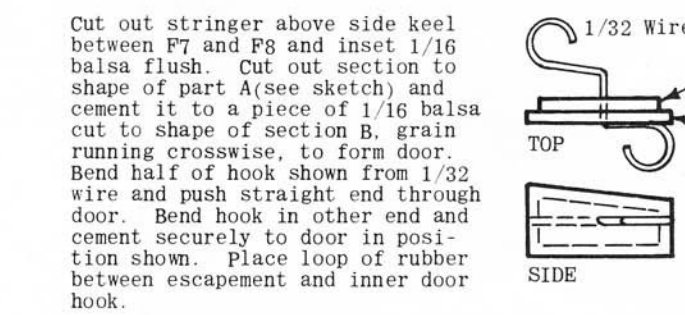 Cut out stringer above side keel
between F7 and F8 and inset 1/16
balsa flush. Cut out section to
shape of part A(see sketch) and
cement it to a piece of 1/16 balsa
cut to shape of section B, grain
running crosswise, to form door.
Bend half of hook shown from 1/32
wire and push straight end through
door. Bend hook in other end and
cement securely to door in posi-
tion shown. Place loop of rubber
between escapement and inner door
hook.
1/32 Wire
TOP
SIDE